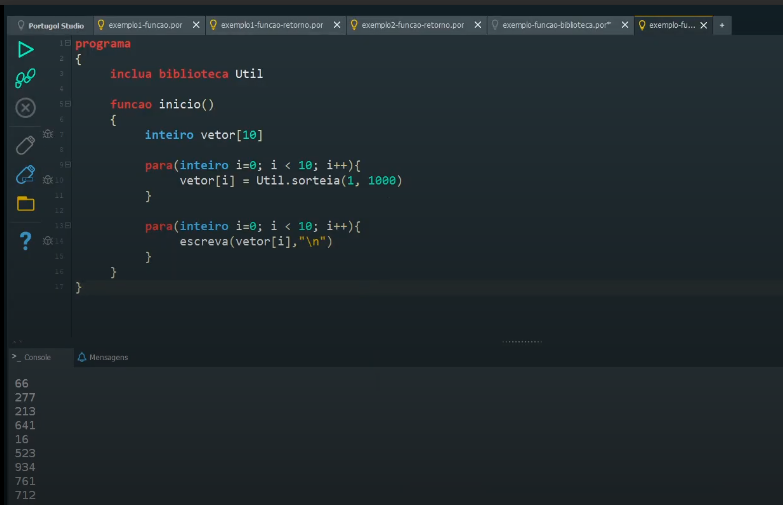 Portugol Studio exemplo1-funcao.por exemplo1-funcao-retorno.por exemplo2-funcao-retorno.por exemplo-funcao-biblioteca.por* exemplo-fu... +
1 programa
2 {
3 inclua biblioteca Util
4
5 funcao inicio()
6 {
7 inteiro vetor[10]
8
9 para(inteiro i=0; i < 10; i++){
10 vetor[i] = Util.sorteia(1, 1000)
11 }
12
13 para(inteiro i=0; i < 10; i++){
14 escreva(vetor[i],"\n")
15 }
16 }
17 }
>_ Console Mensagens
66
277
213
641
16
523
934
761
712